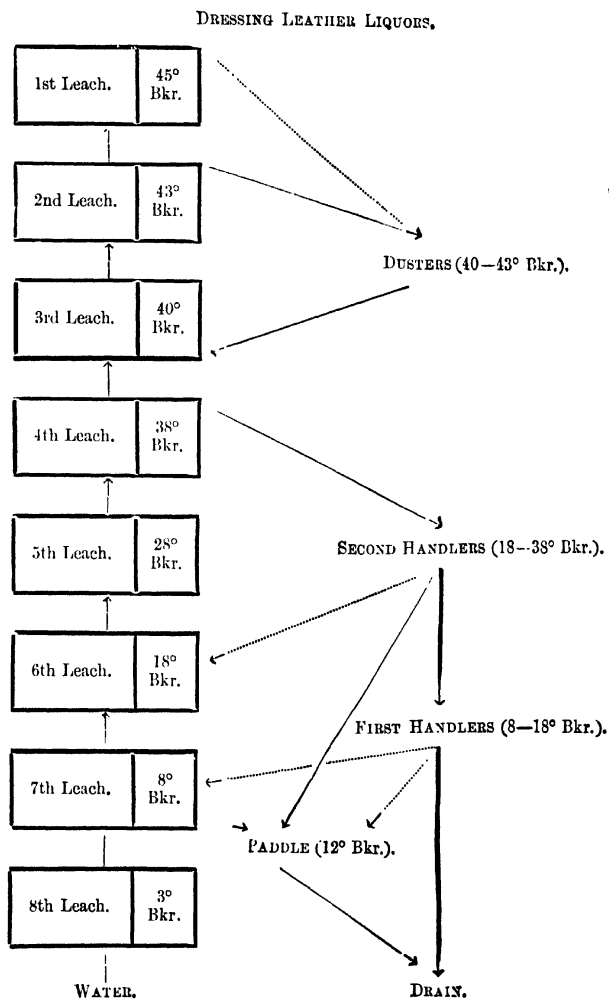 DRESSING LEATHER LIQUORS.
1st Leach.
45°
Bkr.
2nd Leach.
43°
Bkr.
DUSTERS (40—43° Bkr.).
3rd Leach.
40°
Bkr.
4th Leach.
38°
Bkr.
5th Leach.
28°
Bkr.
SECOND HANDLERS (18—38° Bkr.).
6th Leach.
18°
Bkr.
FIRST HANDLERS (8—18° Bkr.).
7th Leach.
8°
Bkr.
PADDLE (12° Bkr.).
8th Leach.
3°
Bkr.
WATER.
DRAIN.